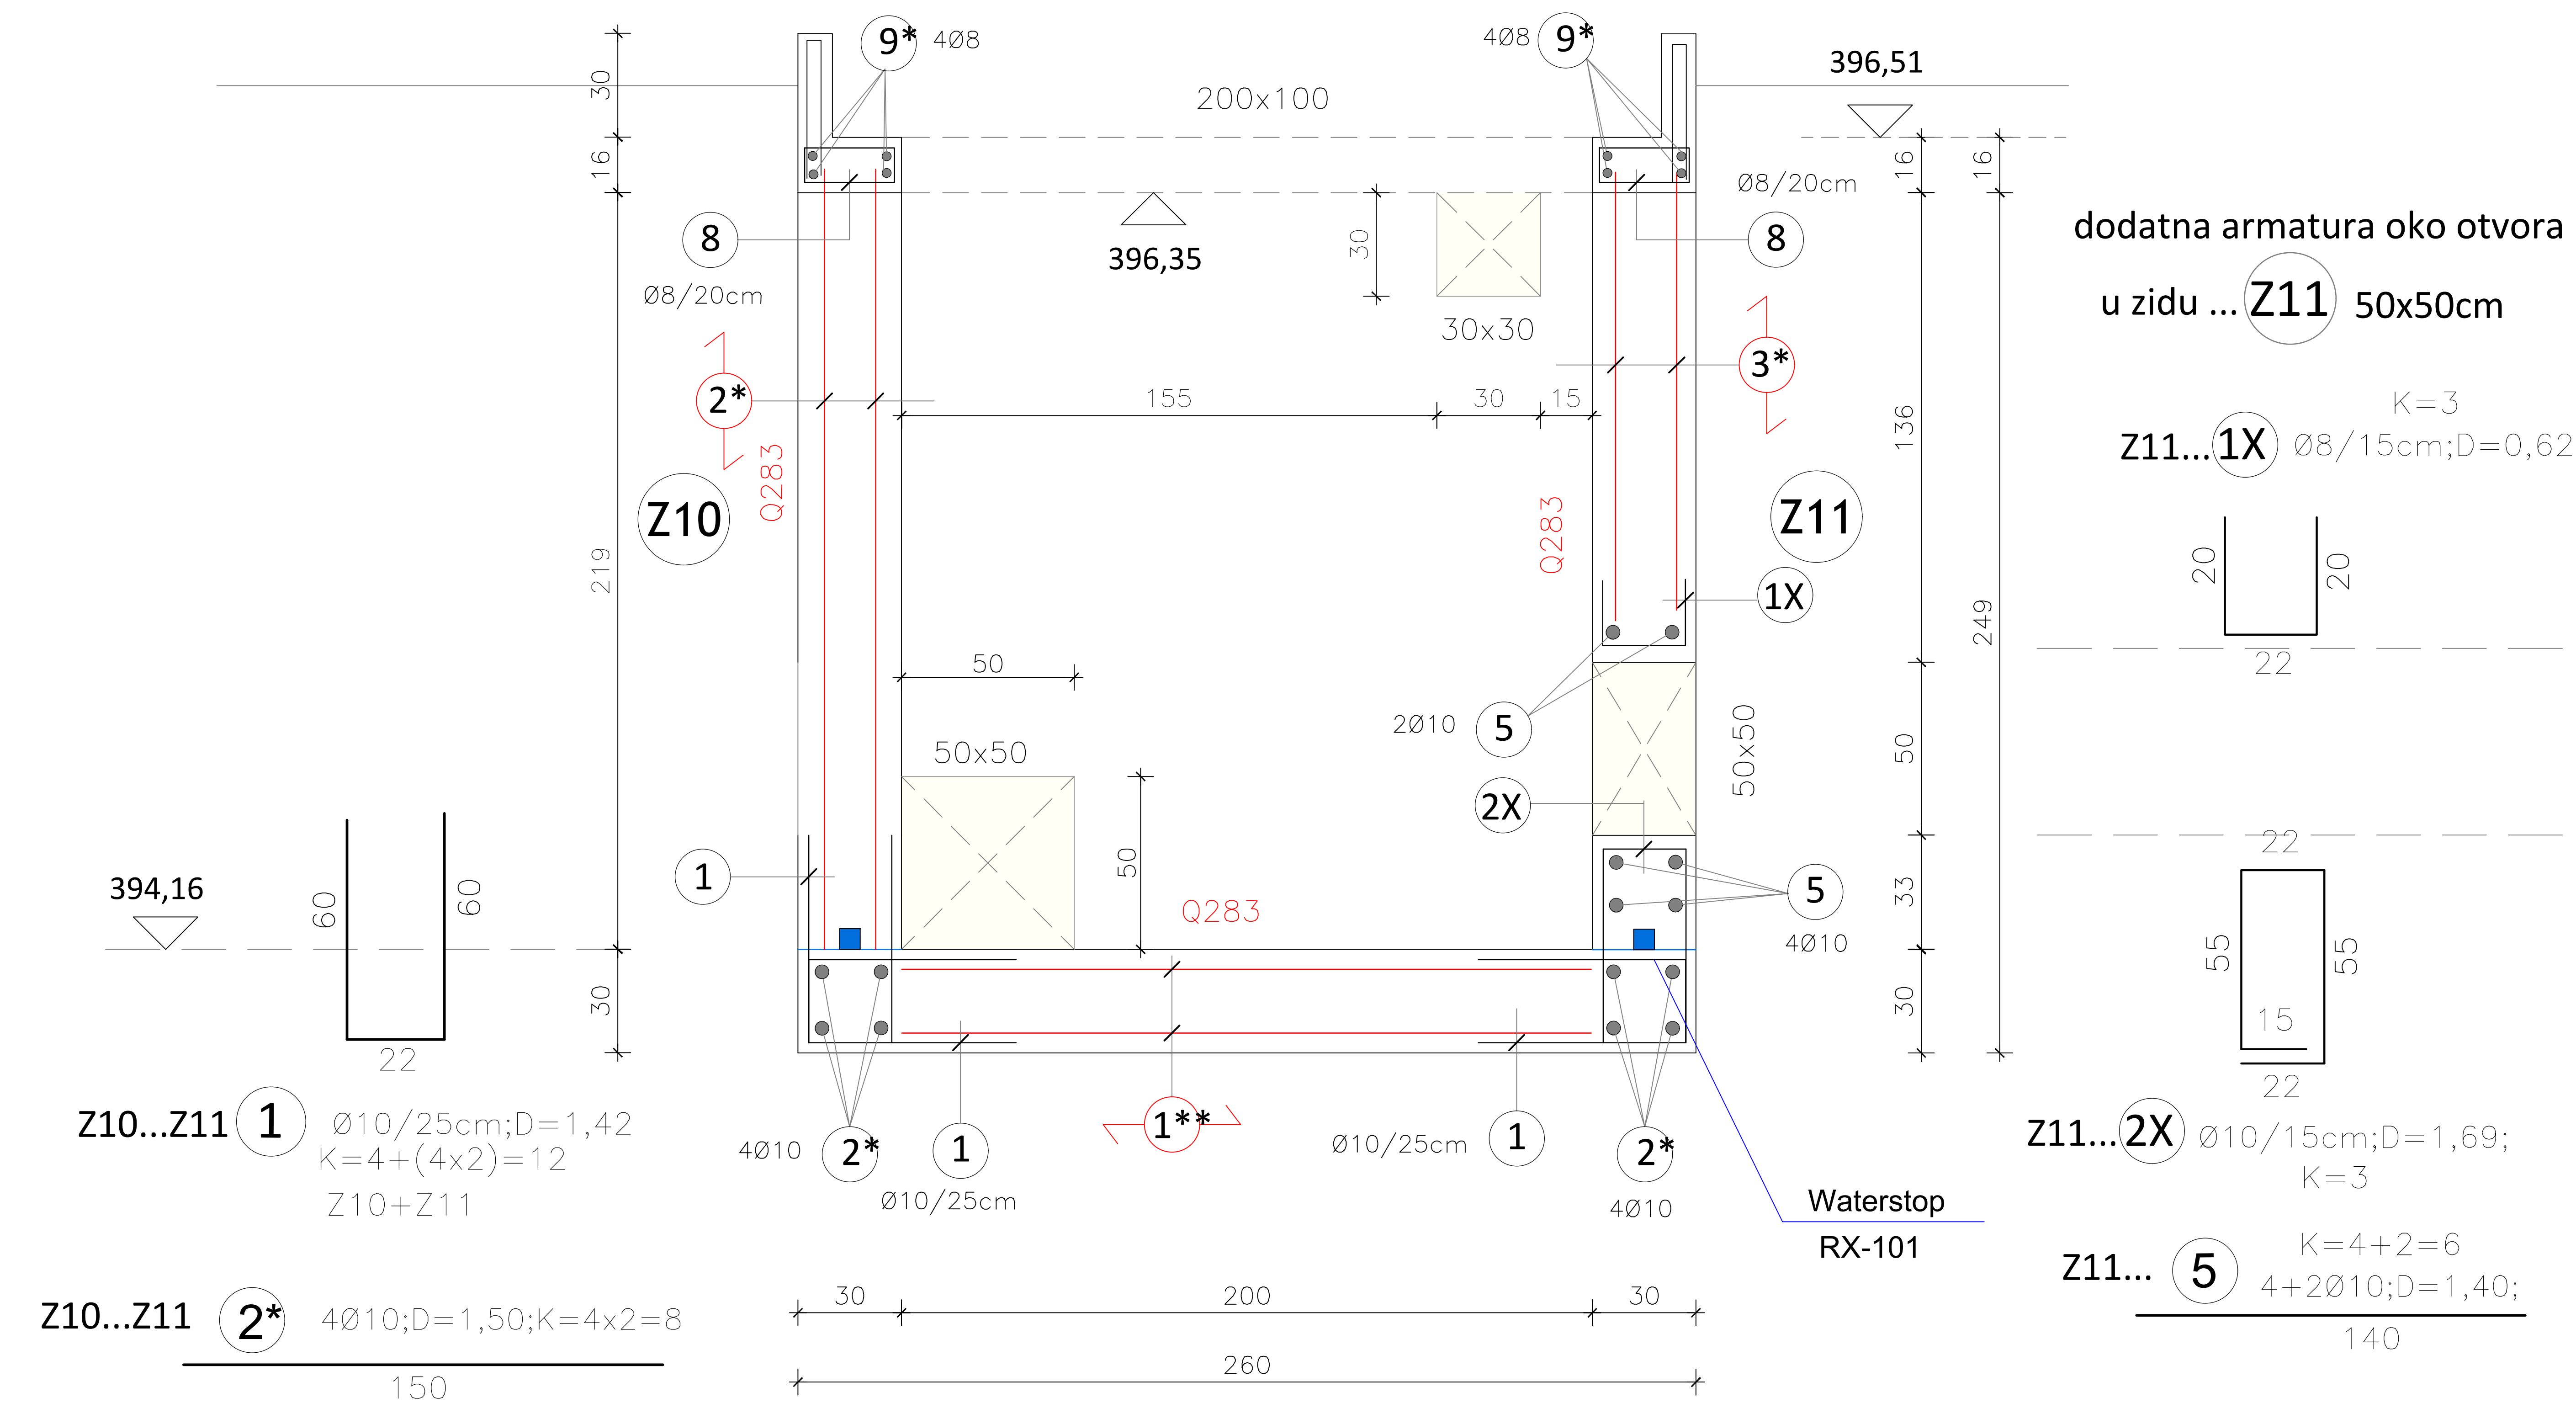 9*
4Ø8
4Ø8
9*
396,51
200x100
30
16
16
16
Ø8/20cm
8
396,35
30
8
Ø8/20cm
30x30
dodatna armatura oko otvora
u zidu ... Z11 50x50cm
2*
155
30
15
3*
136
K=3
Z11... 1X Ø8/15cm;D=0,62
Q283
Z10
Q283
Z11
219
1X
249
20
20
22
50
2Ø10
5
50x50
50x50
50
2X
22
60
60
394,16
1
50
Q283
5
4Ø10
33
55
55
30
30
15
22
22
Z10...Z11 1 Ø10/25cm;D=1,42
K=4+(4x2)=12
Z10+Z11
4Ø10
2*
1
Ø10/25cm
1**
Ø10/25cm
1
2*
4Ø10
Z11... 2X Ø10/15cm;D=1,69;
K=3
Waterstop
RX-101
K=4+2=6
Z11... 5 4+2Ø10;D=1,40;
140
Z10...Z11 2* 4Ø10;D=1,50;K=4x2=8
150
30
200
30
260